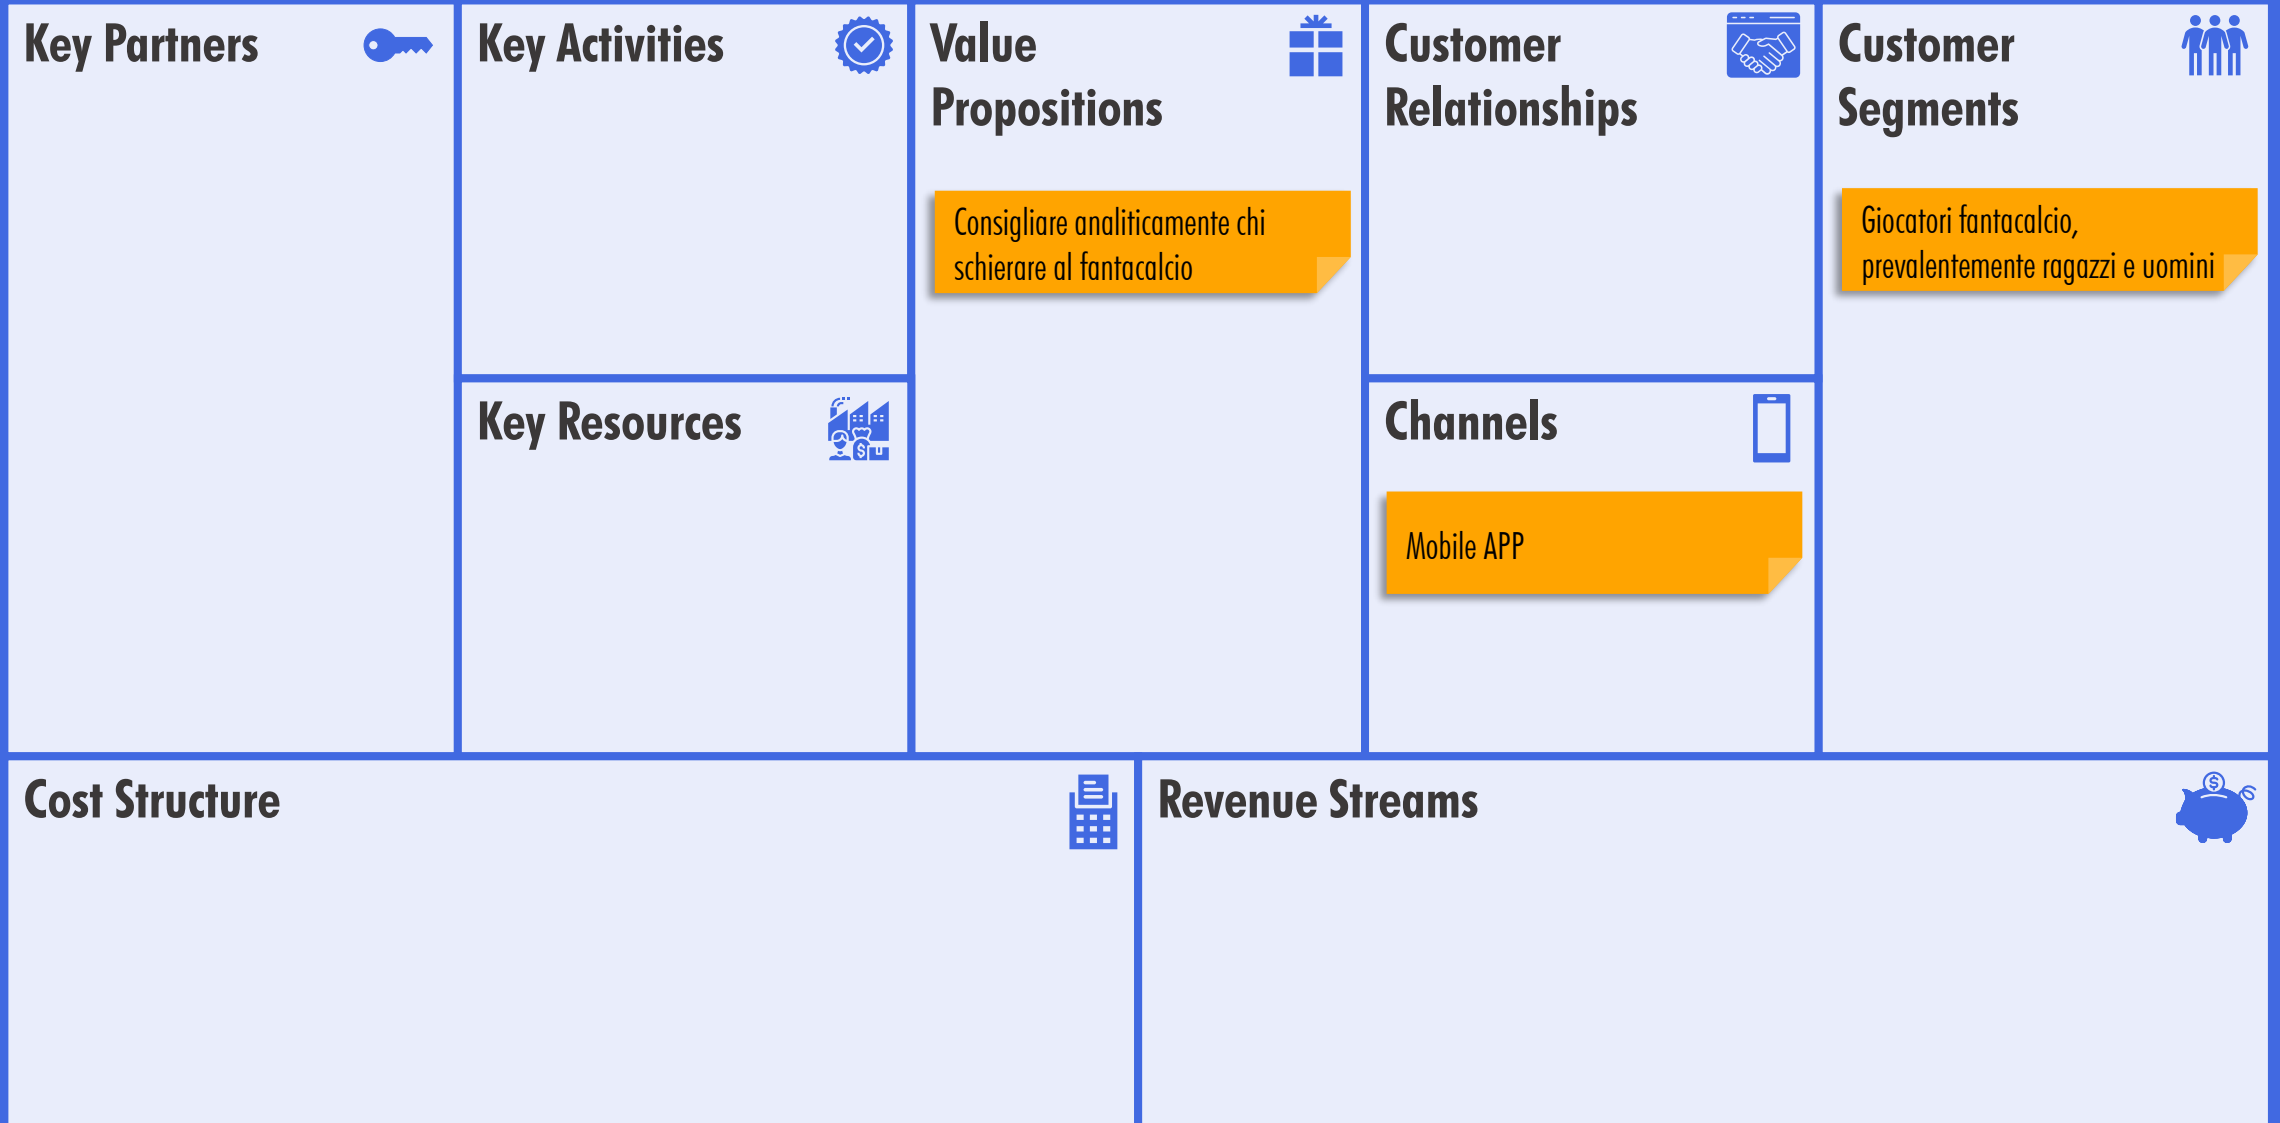 Key Partners
Key Activities
Value
Propositions
Consigliare analiticamente chi
schierare al fantacalcio
Customer
Relationships
Customer
Segments
Giocatori fantacalcio,
prevalentemente ragazzi e uomini
Key Resources
Channels
Mobile APP
Cost Structure
Revenue Streams